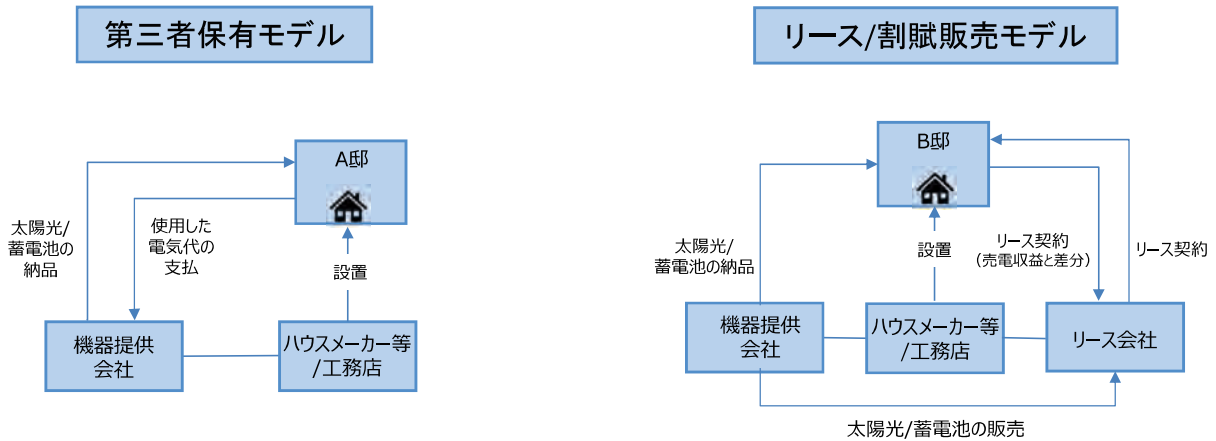 第三者保有モデル
A邸
太陽光/
蓄電池の
納品
使用した
電気代の
支払
設置
機器提供
会社
ハウスメーカー等
/工務店
リース/割賦販売モデル
B邸
太陽光/
蓄電池の納品
設置
リース契約
（売電収益と差分）
リース契約
機器提供
会社
ハウスメーカー等
/工務店
リース会社
太陽光/蓄電池の販売